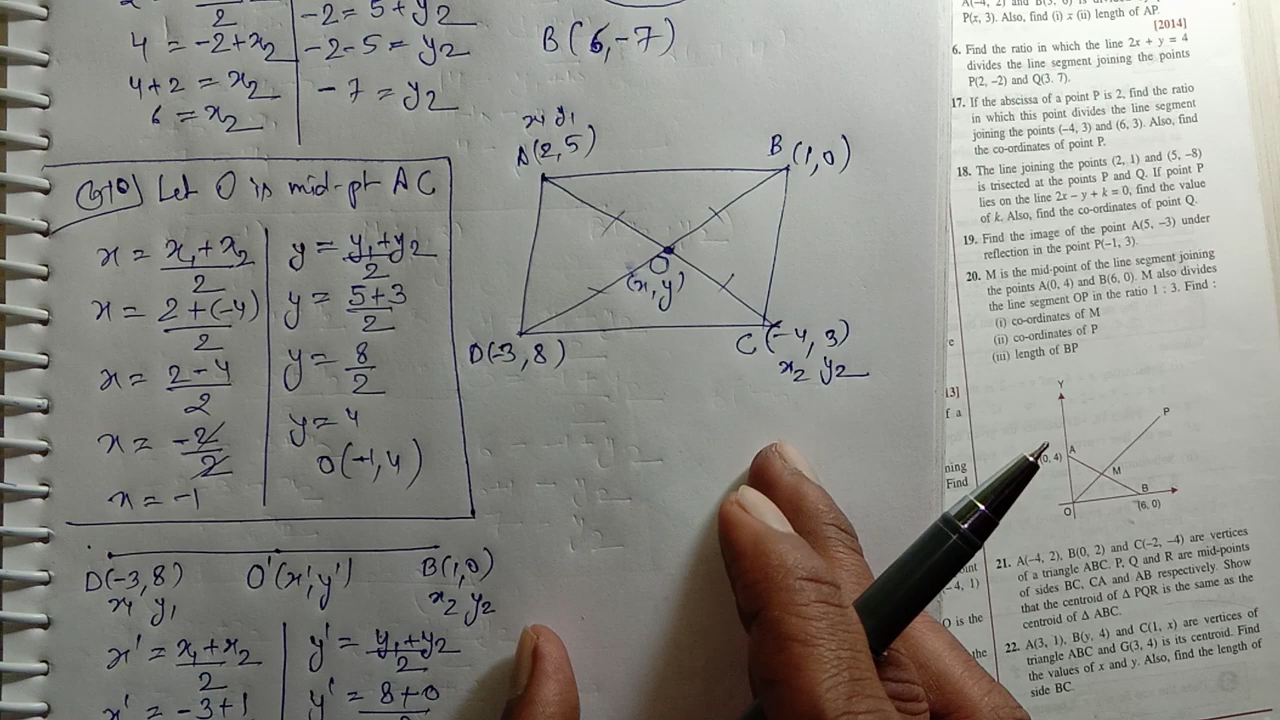 2
-2 = 5 + y2
4 = -2+x2
-2-5 = y2
B(6,-7)
4+2 = x2
-7 = y2
6 = x2
Let O is mid-pt AC
x = x1 + x2 / 2
y = y1 + y2 / 2
x = 2 + (-4) / 2
y = 5+3 / 2
x = 2-4 / 2
y = 8 / 2
x = -2 / 2
y = 4
x = -1
O(-1,4)
x1 y1
A(2,5)
B(1,0)
O
(x,y)
D(-3,8)
C(-4,3)
x2 y2
D(-3,8) O'(x',y') B(1,0)
x1 y1 x2 y2
x' = x1+x2 / 2
y' = y1+y2 / 2
x' = -3+1
y' = 8+0
P(x, 3). Also, find (i) x (ii) length of AP.
[2014]
6. Find the ratio in which the line 2x + y = 4
divides the line segment joining the points
P(2, -2) and Q(3. 7).
17. If the abscissa of a point P is 2, find the ratio
in which this point divides the line segment
joining the points (-4, 3) and (6, 3). Also, find
the co-ordinates of point P.
18. The line joining the points (2, 1) and (5, -8)
is trisected at the points P and Q. If point P
lies on the line 2x - y + k = 0, find the value
of k. Also, find the co-ordinates of point Q.
19. Find the image of the point A(5, -3) under
reflection in the point P(-1, 3).
20. M is the mid-point of the line segment joining
the points A(0, 4) and B(6, 0). M also divides
the line segment OP in the ratio 1 : 3. Find :
(i) co-ordinates of M
(ii) co-ordinates of P
(iii) length of BP
Y
P
(0, 4)
A
M
B
O
(6, 0)
21. A(-4, 2), B(0, 2) and C(-2, -4) are vertices
of a triangle ABC. P, Q and R are mid-points
of sides BC, CA and AB respectively. Show
that the centroid of Δ PQR is the same as the
centroid of Δ ABC.
22. A(3, 1), B(y, 4) and C(1, x) are vertices of
triangle ABC and G(3, 4) is its centroid. Find
the values of x and y. Also, find the length of
side BC.
13]
f a
ning
Find
O is the
the